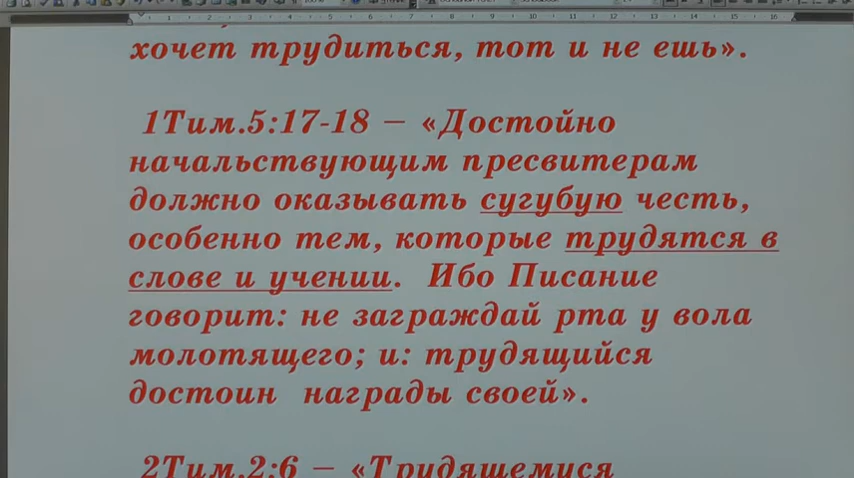 хочет трудиться, тот и не ешь».
1Тим.5:17-18 – «Достойно
начальствующим пресвитерам
должно оказывать сугубую честь,
особенно тем, которые трудятся в
слове и учении. Ибо Писание
говорит: не заграждай рта у вола
молотящего; и: трудящийся
достоин награды своей».
2Тим.2:6 – «Трудящемуся